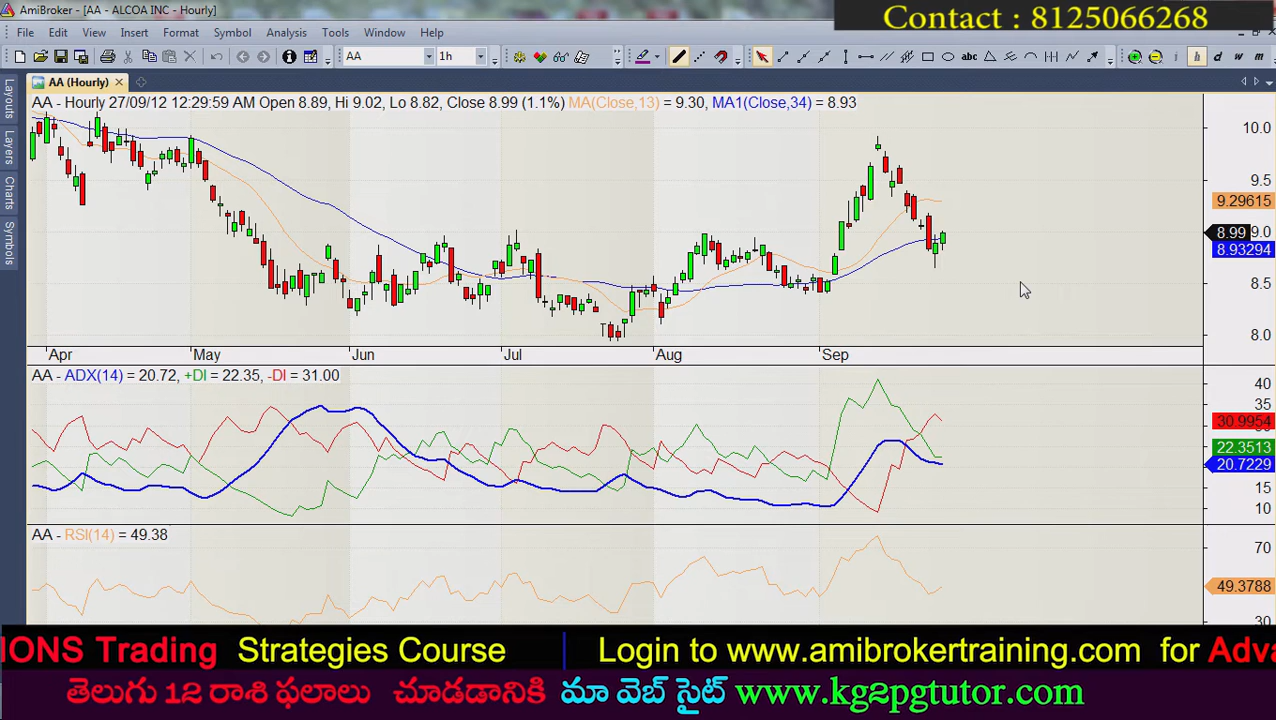 AmiBroker - [AA - ALCOA INC - Hourly]
Contact : 8125066268
File Edit View Insert Format Symbol Analysis Tools Window Help
AA 1h abc h d w m
AA (Hourly)
Layouts
Layers
Charts
Symbols
AA - Hourly 27/09/12 12:29:59 AM Open 8.89, Hi 9.02, Lo 8.82, Close 8.99 (1.1%) MA(Close,13) = 9.30, MA1(Close,34) = 8.93
10.0
9.5
9.29615
8.99
9.0
8.93294
8.5
8.0
Apr May Jun Jul Aug Sep
AA - ADX(14) = 20.72, +DI = 22.35, -DI = 31.00
40
35
30.9954
22.3513
20.7229
15
10
AA - RSI(14) = 49.38
70
49.3788
30
IONS Trading Strategies Course Login to www.amibrokertraining.com for Adva
తెలుగు 12 రాశి ఫలాలు చూడడానికి మా వెబ్ సైట్ www.kg2pgtutor.com